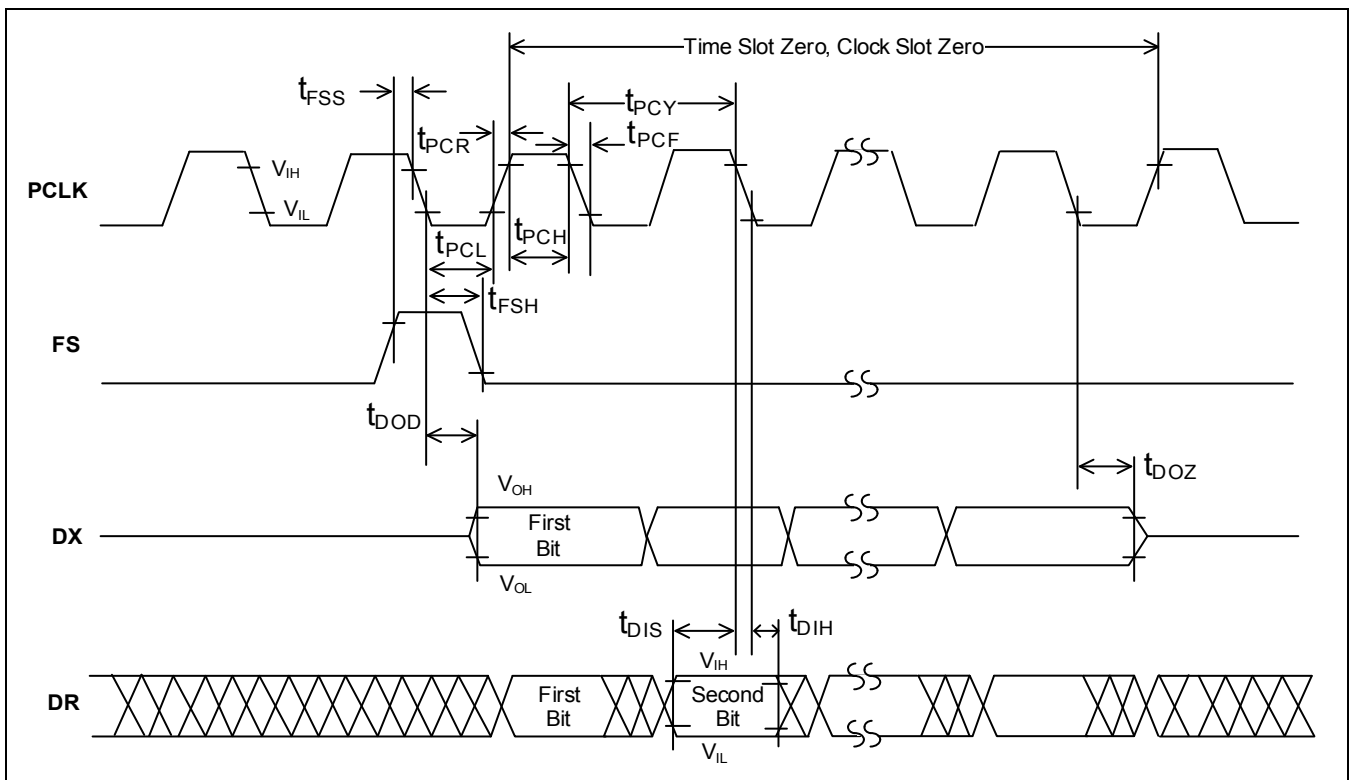 Time Slot Zero, Clock Slot Zero
tFSS
tPCY
tPCR
tPCF
PCLK
VIH
VIL
tPCL
tPCH
tFSH
FS
tDOD
tDOZ
VOH
DX
First
Bit
VOL
tDIS
tDIH
VIH
DR
First
Bit
Second
Bit
VIL